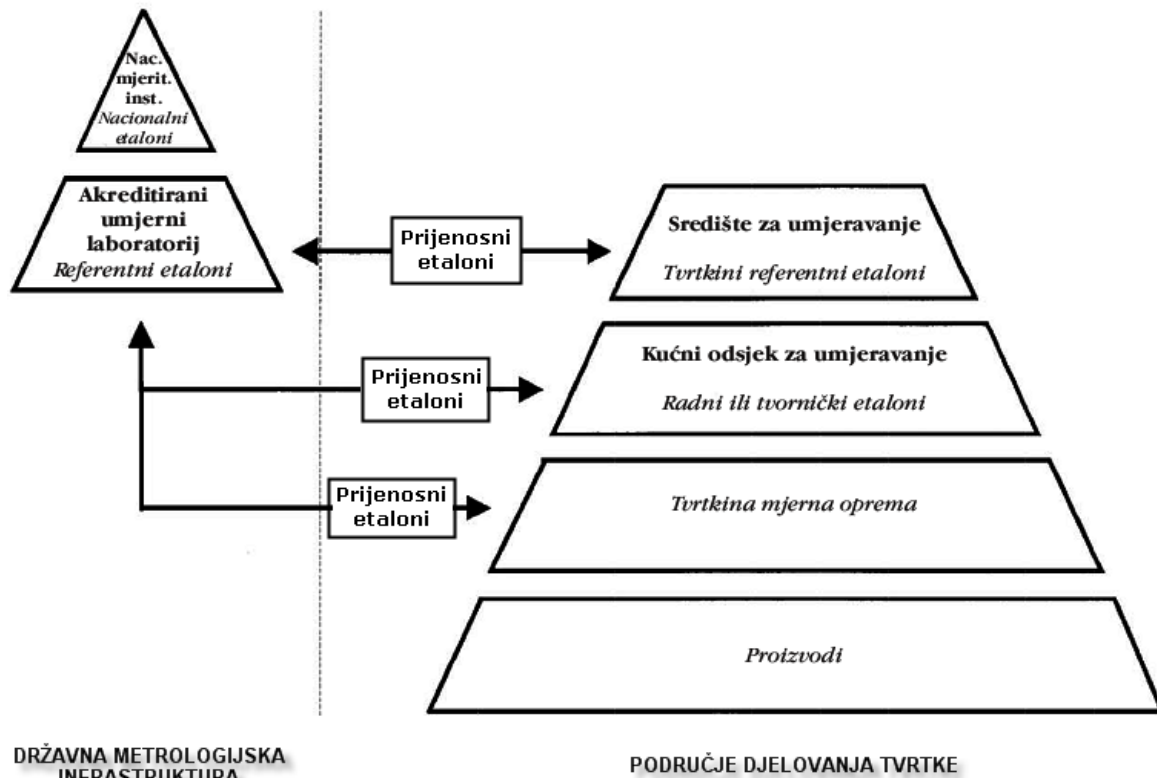 Nac.
mjerit.
inst.
Nacionalni
etaloni
Akreditirani
umjerni
laboratorij
Referentni etaloni
Prijenosni
etaloni
Središte za umjeravanje
Tvrtkini referentni etaloni
Prijenosni
etaloni
Kućni odsjek za umjeravanje
Radni ili tvornički etaloni
Prijenosni
etaloni
Tvrtkina mjerna oprema
Proizvodi
DRŽAVNA METROLOGIJSKA
INFRASTRUKTURA
PODRUČJE DJELOVANJA TVRTKE